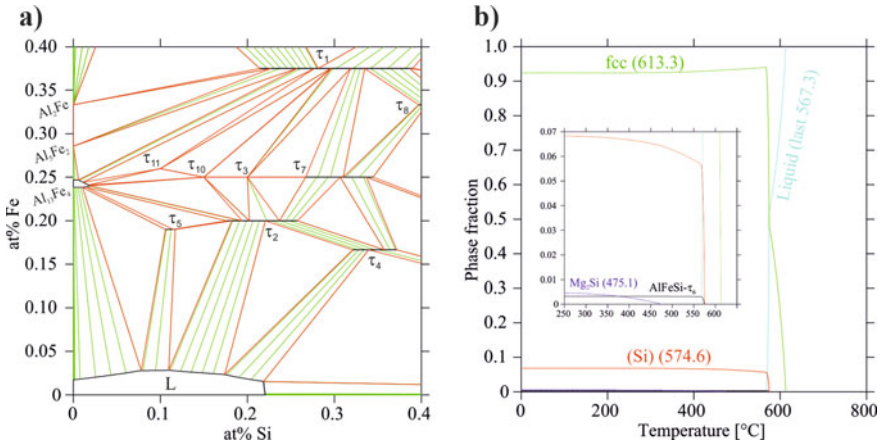 a)
0.40
0.35
0.30
0.25
0.20
0.15
0.10
0.05
0
at% Fe
Al2Fe
Al5Fe2
Al13Fe4
τ1
τ8
τ11
τ10
τ3
τ7
τ5
τ2
τ4
L
0
0.1
0.2
0.3
0.4
at% Si
b)
1.0
0.9
0.8
0.7
0.6
0.5
0.4
0.3
0.2
0.1
0
Phase fraction
fcc (613.3)
Liquid (last 567.3)
0.07
0.06
0.05
0.04
0.03
0.02
0.01
0
Mg2Si (475.1)
AlFeSi-τ6
250 300 350 400 450 500 550 600
(Si) (574.6)
0 200 400 600 800
Temperature [°C]